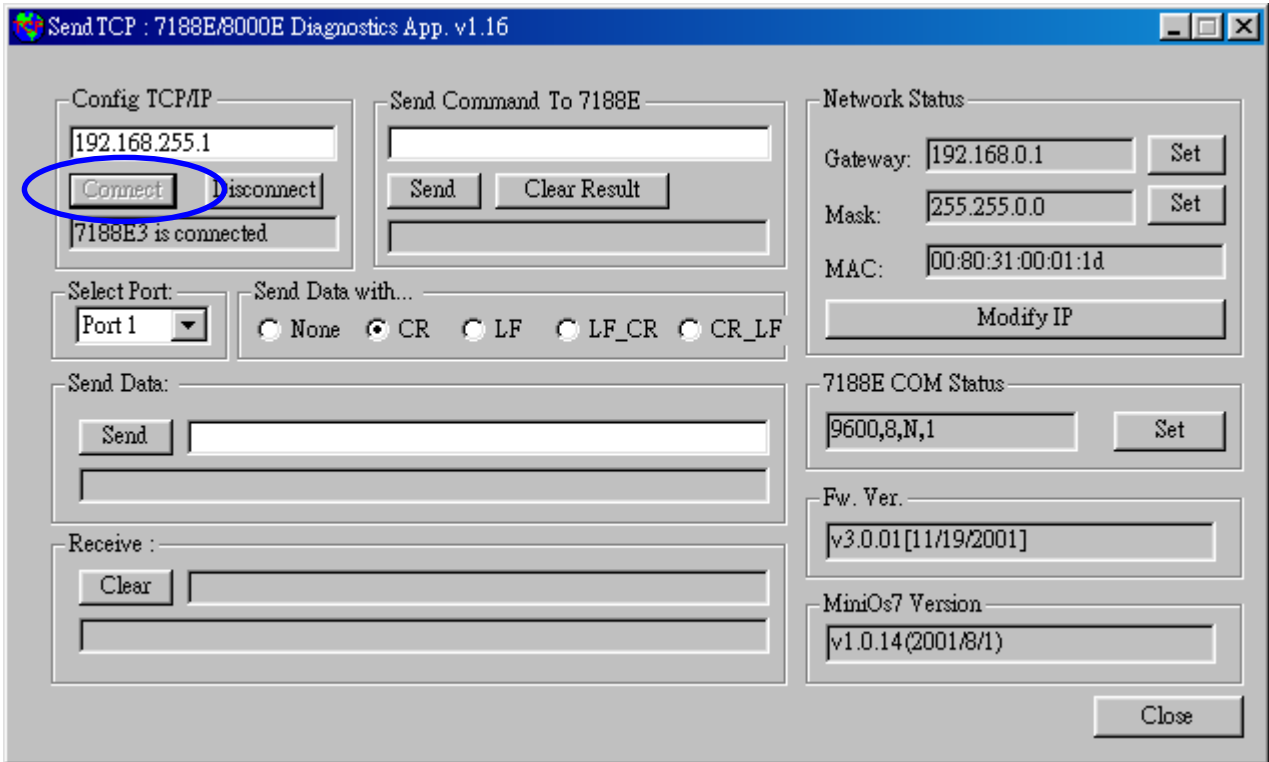 SendTCP : 7188E/8000E Diagnostics App. v1.16
Config TCP/IP
192.168.255.1
Connect Disconnect
7188E3 is connected
Send Command To 7188E
Send Clear Result
Network Status
Gateway: 192.168.0.1 Set
Mask: 255.255.0.0 Set
MAC: 00:80:31:00:01:1d
Modify IP
Select Port:
Port 1
Send Data with...
None CR LF LF_CR CR_LF
7188E COM Status
9600,8,N,1 Set
Send Data:
Send
Fw. Ver.
v3.0.01[11/19/2001]
Receive :
Clear
MiniOs7 Version
v1.0.14(2001/8/1)
Close